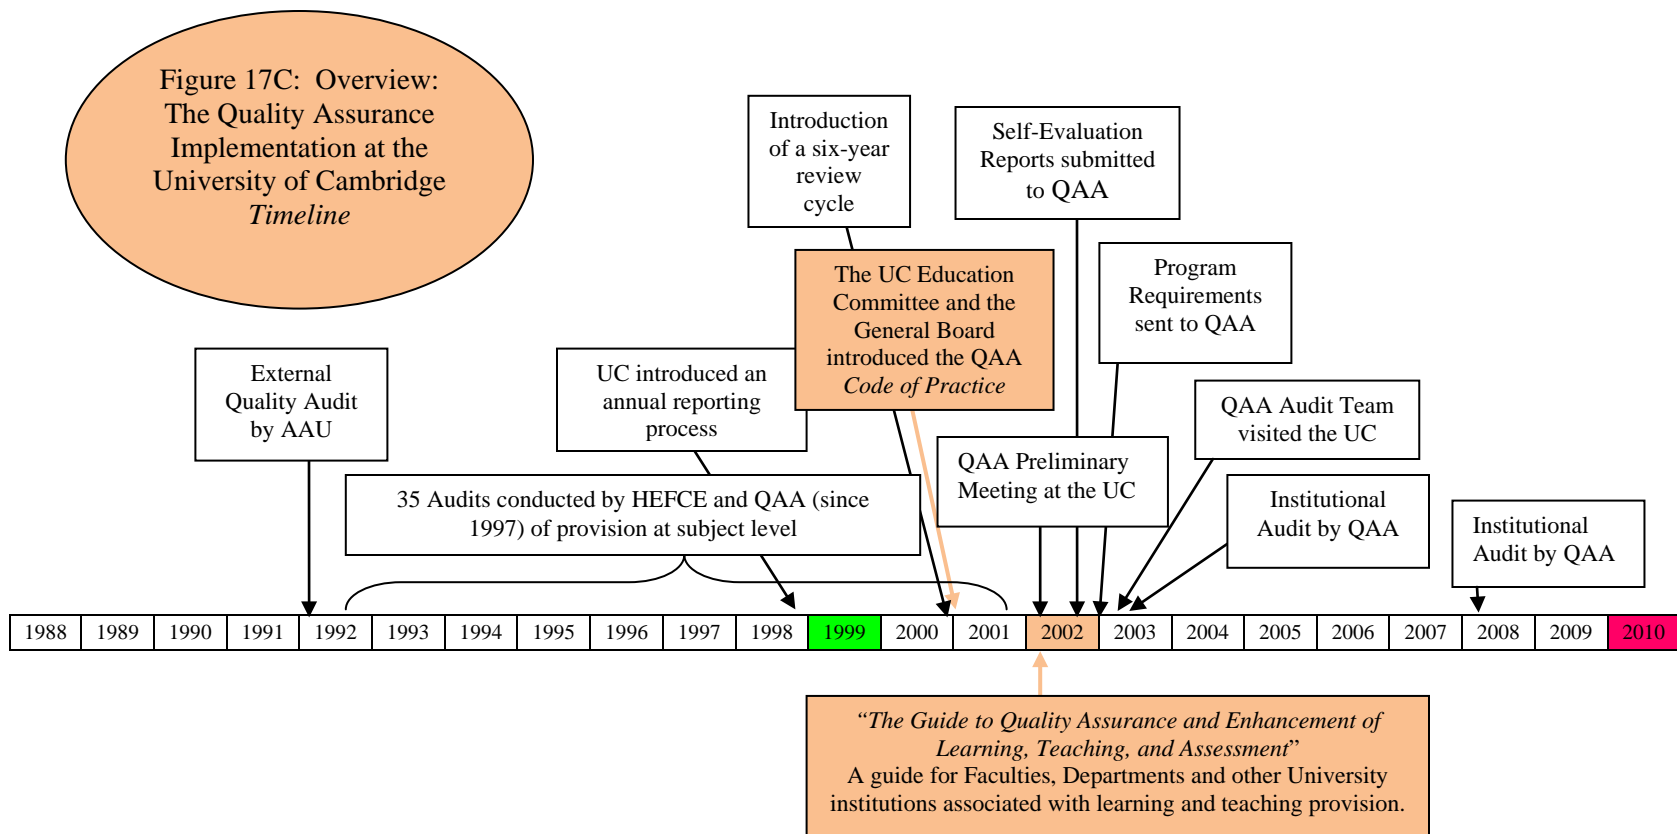 Figure 17C: Overview:
The Quality Assurance
Implementation at the
University of Cambridge
Timeline
Introduction
of a six-year
review
cycle
Self-Evaluation
Reports submitted
to QAA
The UC Education
Committee and the
General Board
introduced the QAA
Code of Practice
Program
Requirements
sent to QAA
External
Quality Audit
by AAU
UC introduced an
annual reporting
process
QAA Audit Team
visited the UC
QAA Preliminary
Meeting at the UC
35 Audits conducted by HEFCE and QAA (since
1997) of provision at subject level
Institutional
Audit by QAA
Institutional
Audit by QAA
1988 1989 1990 1991 1992 1993 1994 1995 1996 1997 1998 1999 2000 2001 2002 2003 2004 2005 2006 2007 2008 2009 2010
“The Guide to Quality Assurance and Enhancement of
Learning, Teaching, and Assessment”
A guide for Faculties, Departments and other University
institutions associated with learning and teaching provision.